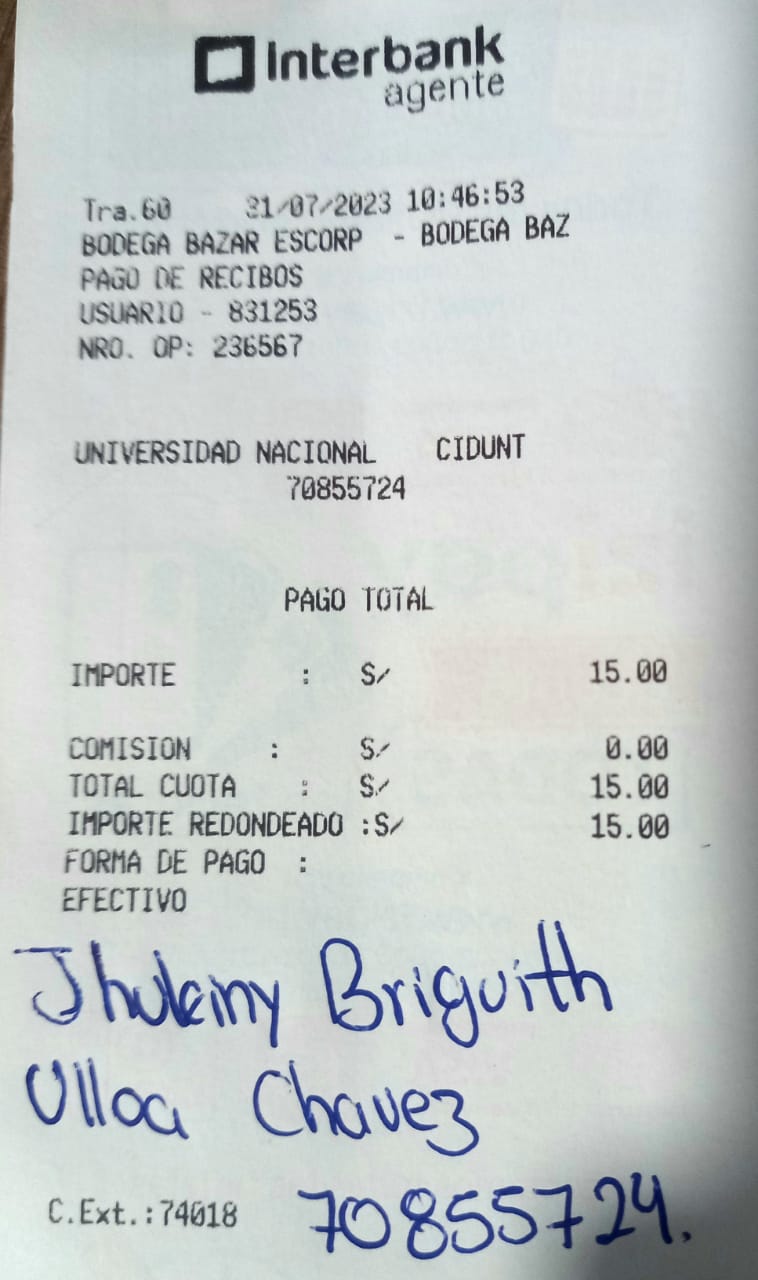 Interbank
agente
Tra.60 31/07/2023 10:46:53
BODEGA BAZAR ESCORP - BODEGA BAZ
PAGO DE RECIBOS
USUARIO - 831253
NRO. OP: 236567
UNIVERSIDAD NACIONAL CIDUNT
70855724
PAGO TOTAL
IMPORTE : S/ 15.00
COMISION : S/ 0.00
TOTAL CUOTA : S/ 15.00
IMPORTE REDONDEADO :S/ 15.00
FORMA DE PAGO :
EFECTIVO
Briguith
Ulloa Chavez
C.Ext.:74018 70855724.